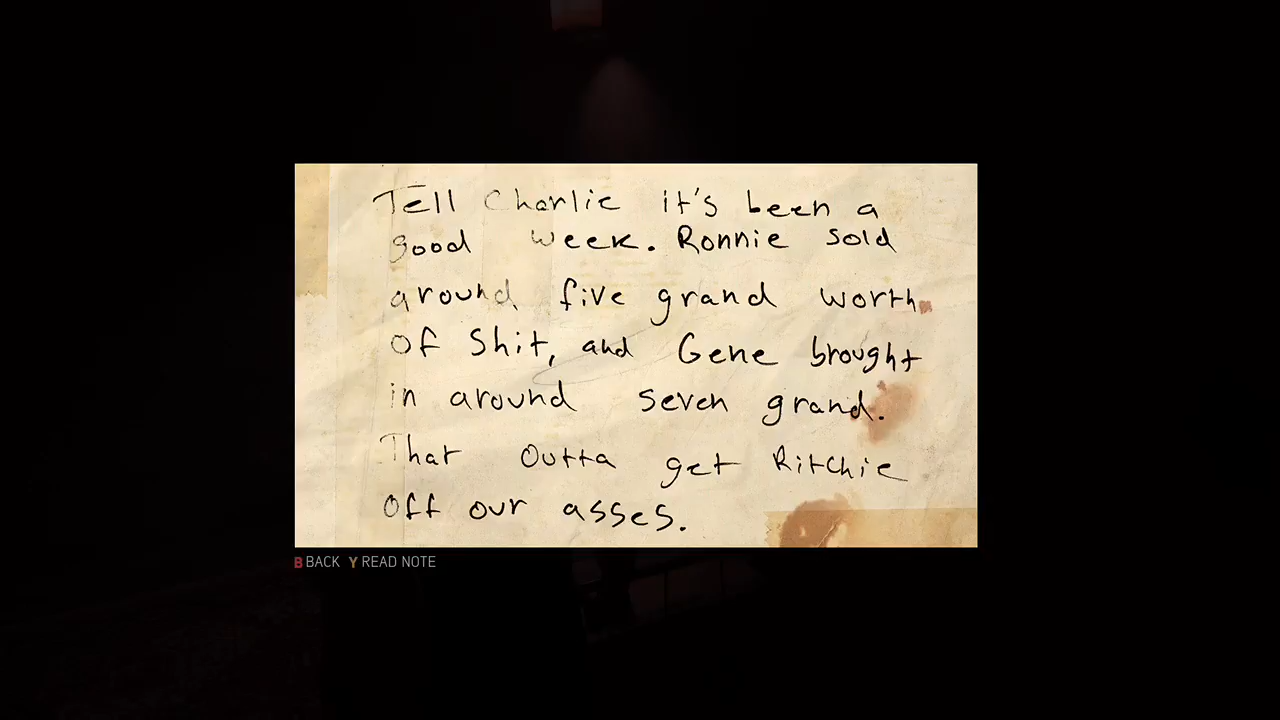 Tell Charlie it's been a
good week. Ronnie sold
around five grand worth
of Shit, and Gene brought
in around seven grand.
That Outta get Ritchie
Off our asses.
B BACK Y READ NOTE